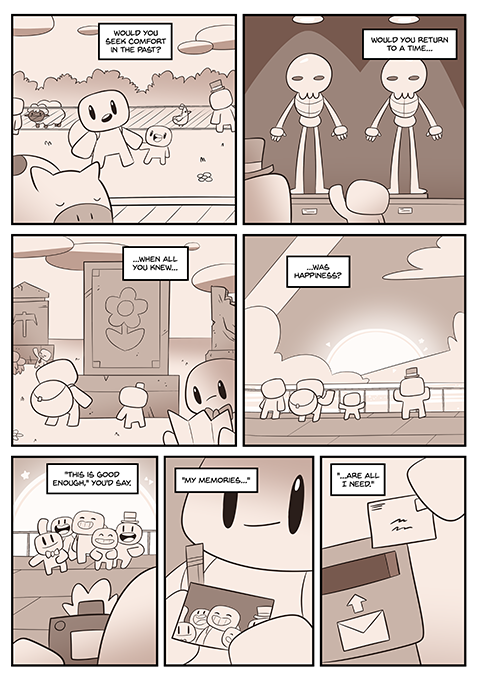 WOULD YOU
SEEK COMFORT
IN THE PAST?
WOULD YOU RETURN
TO A TIME...
...WHEN ALL
YOU KNEW...
...WAS
HAPPINESS?
"THIS IS GOOD
ENOUGH," YOU'D SAY.
"MY MEMORIES..."
"...ARE ALL
I NEED."